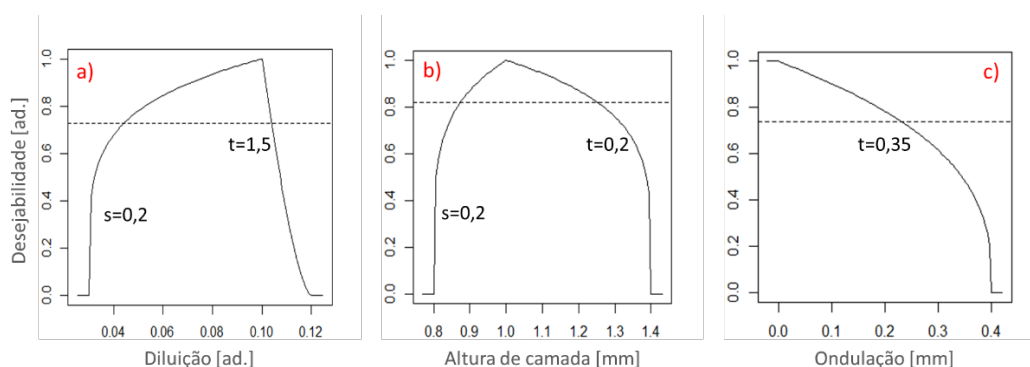 Desejabilidade [ad.]
a)
t=1,5
s=0,2
0.0
0.2
0.4
0.6
0.8
1.0
0.04
0.06
0.08
0.10
0.12
Diluição [ad.]
b)
t=0,2
s=0,2
0.0
0.2
0.4
0.6
0.8
1.0
0.8
0.9
1.0
1.1
1.2
1.3
1.4
Altura de camada [mm]
c)
t=0,35
0.0
0.2
0.4
0.6
0.8
1.0
0.0
0.1
0.2
0.3
0.4
Ondulação [mm]